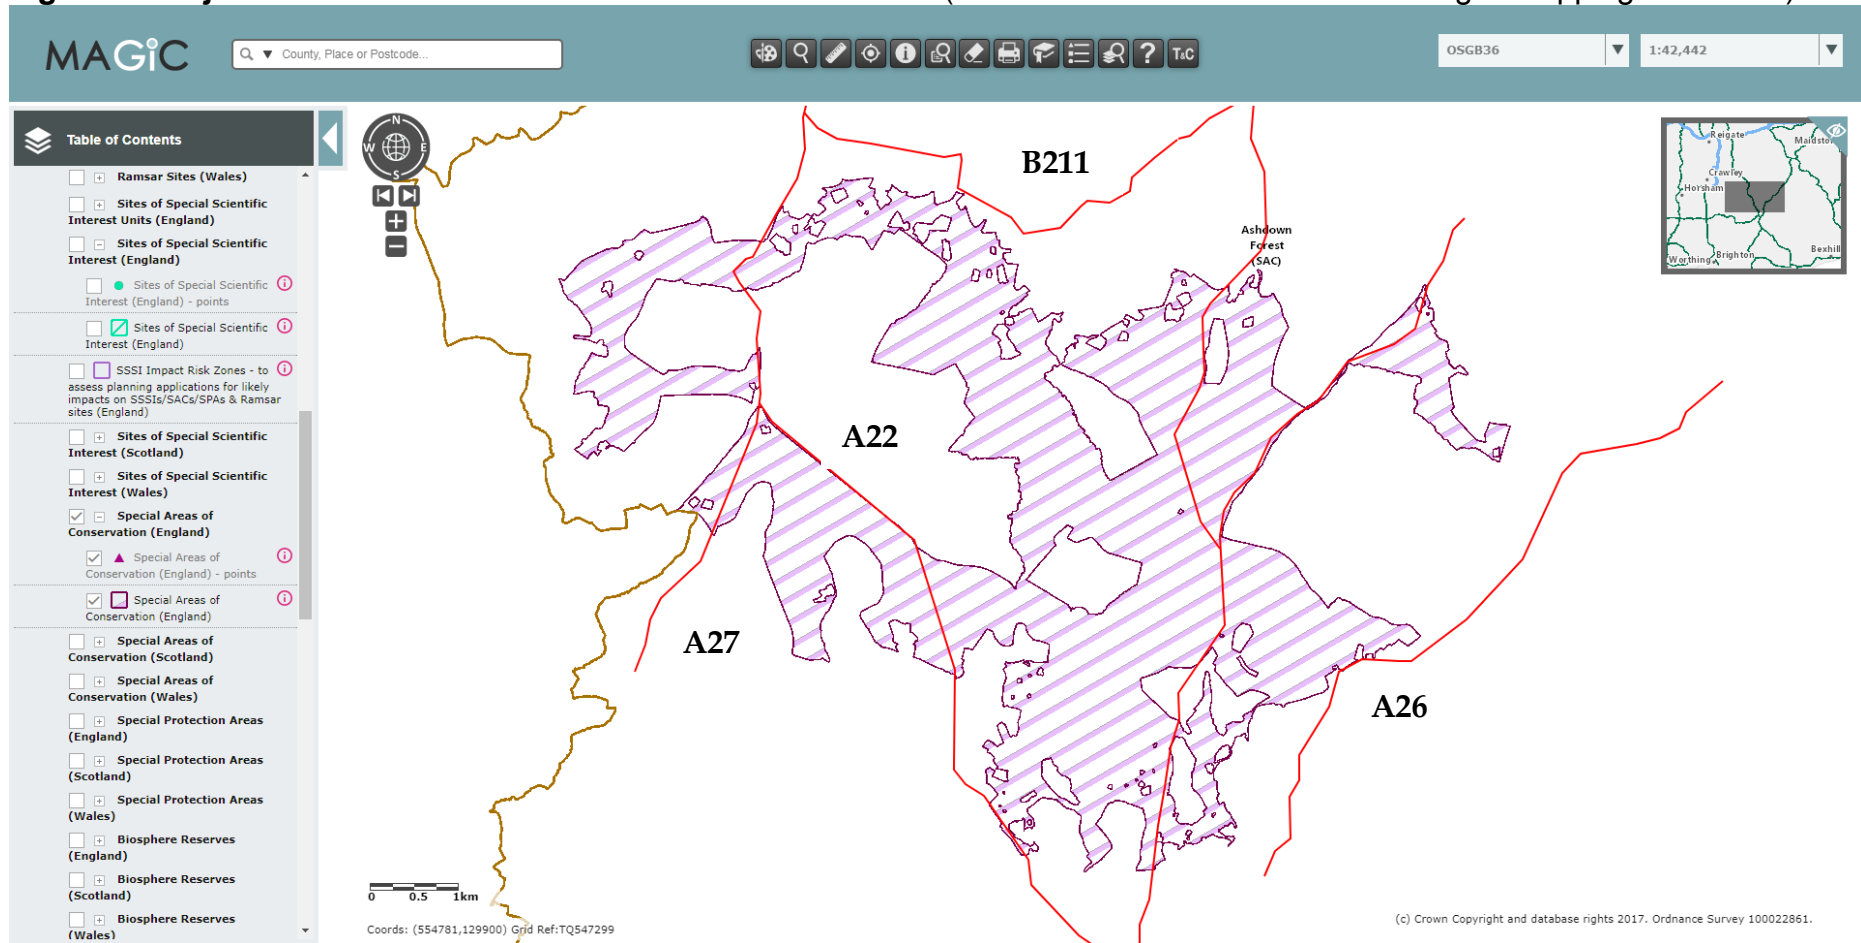 MAGiC
County, Place or Postcode...
T&C
OSGB36
1:42,442
Table of Contents
Ramsar Sites (Wales)
Sites of Special Scientific
Interest Units (England)
Sites of Special Scientific
Interest (England)
Sites of Special Scientific
Interest (England) - points
Sites of Special Scientific
Interest (England)
SSSI Impact Risk Zones - to
assess planning applications for likely
impacts on SSSIs/SACs/SPAs & Ramsar
sites (England)
Sites of Special Scientific
Interest (Scotland)
Sites of Special Scientific
Interest (Wales)
Special Areas of
Conservation (England)
Special Areas of
Conservation (England) - points
Special Areas of
Conservation (England)
Special Areas of
Conservation (Scotland)
Special Areas of
Conservation (Wales)
Special Protection Areas
(England)
Special Protection Areas
(Scotland)
Special Protection Areas
(Wales)
Biosphere Reserves
(England)
Biosphere Reserves
(Scotland)
Biosphere Reserves
(Wales)
N
W E
S
B211
Ashdown
Forest
(SAC)
A22
A27
A26
Reigate
Maidsto
Crawley
Horsham
Bexhill
Worthing
Brighton
0 0.5 1km
Coords: (554781,129900) Grid Ref:TQ547299
(c) Crown Copyright and database rights 2017. Ordnance Survey 100022861.